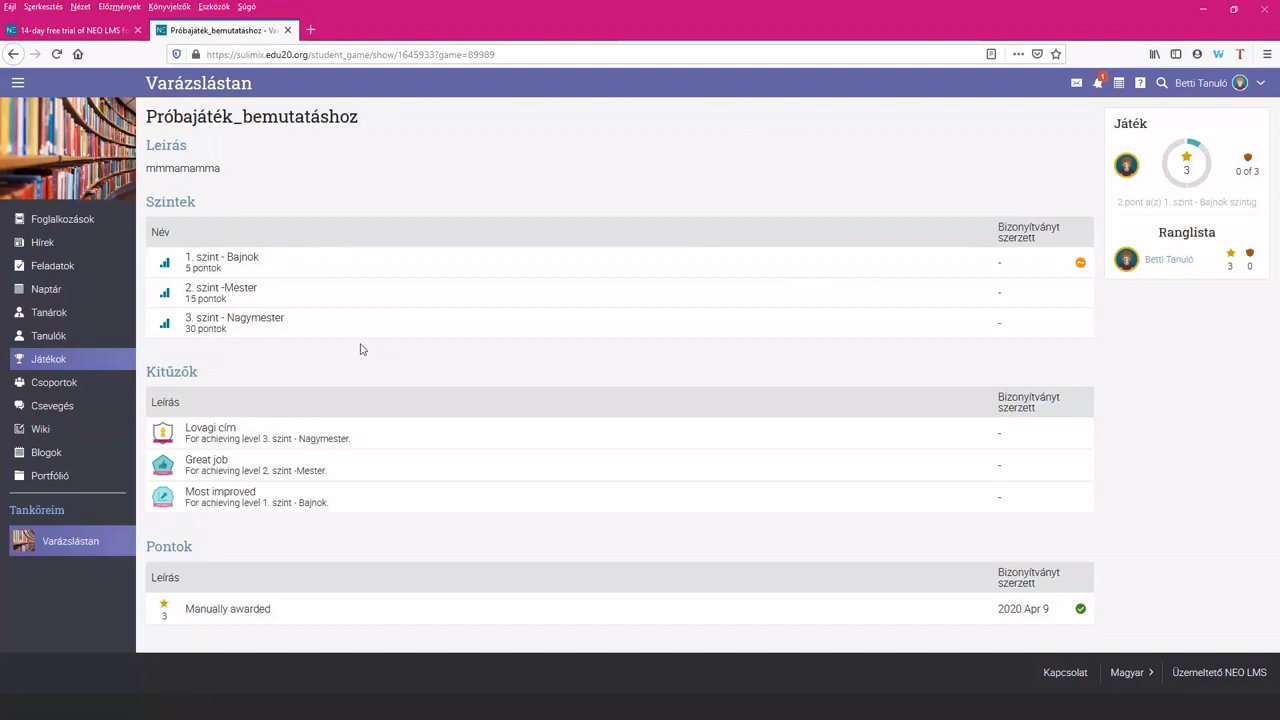 Fájl Szerkesztés Nézet Előzmények Könyvjelzők Eszközök Súgó
14-day free trial of NEO LMS fo
Próbajáték_bemutatáshoz - Va
https://sulimix.edu20.org/student_game/show/1645933?game=89989
Varázslástan
1
Betti Tanuló
Foglalkozások
Hírek
Feladatok
Naptár
Tanárok
Tanulók
Játékok
Csoportok
Csevegés
Wiki
Blogok
Portfólió
Tanköreim
Varázslástan
Próbajáték_bemutatáshoz
Leírás
mmmamamma
Szintek
Név
Bizonyítványt
szerzett
1. szint - Bajnok
5 pontok
-
2. szint -Mester
15 pontok
-
3. szint - Nagymester
30 pontok
-
Kitűzők
Leírás
Bizonyítványt
szerzett
Lovagi cím
For achieving level 3. szint - Nagymester.
-
Great job
For achieving level 2. szint -Mester.
-
Most improved
For achieving level 1. szint - Bajnok.
-
Pontok
Leírás
Bizonyítványt
szerzett
3
Manually awarded
2020 Apr 9
Játék
3
0 of 3
2 pont a(z) 1. szint - Bajnok szintig
Ranglista
Betti Tanuló
3 0
Kapcsolat
Magyar
Üzemeltető NEO LMS